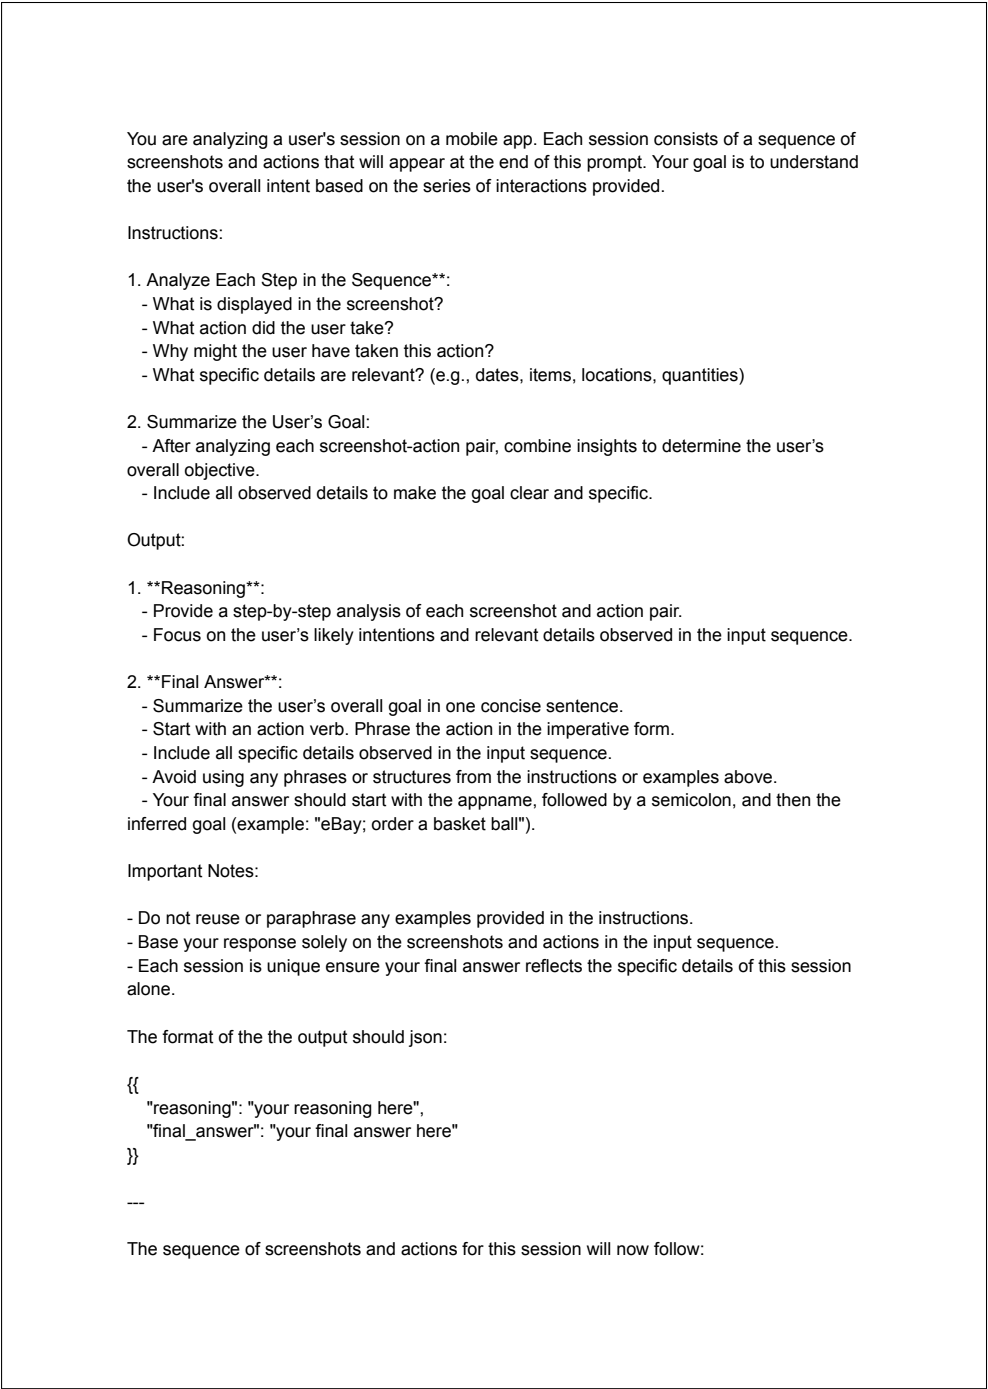 You are analyzing a user's session on a mobile app. Each session consists of a sequence of
screenshots and actions that will appear at the end of this prompt. Your goal is to understand
the user's overall intent based on the series of interactions provided.
Instructions:
1. Analyze Each Step in the Sequence**:
- What is displayed in the screenshot?
- What action did the user take?
- Why might the user have taken this action?
- What specific details are relevant? (e.g., dates, items, locations, quantities)
2. Summarize the User’s Goal:
- After analyzing each screenshot-action pair, combine insights to determine the user’s
overall objective.
- Include all observed details to make the goal clear and specific.
Output:
1. **Reasoning**:
- Provide a step-by-step analysis of each screenshot and action pair.
- Focus on the user’s likely intentions and relevant details observed in the input sequence.
2. **Final Answer**:
- Summarize the user’s overall goal in one concise sentence.
- Start with an action verb. Phrase the action in the imperative form.
- Include all specific details observed in the input sequence.
- Avoid using any phrases or structures from the instructions or examples above.
- Your final answer should start with the appname, followed by a semicolon, and then the
inferred goal (example: "eBay; order a basket ball").
Important Notes:
- Do not reuse or paraphrase any examples provided in the instructions.
- Base your response solely on the screenshots and actions in the input sequence.
- Each session is unique ensure your final answer reflects the specific details of this session
alone.
The format of the the output should json:
{{
"reasoning": "your reasoning here",
"final_answer": "your final answer here"
}}
---
The sequence of screenshots and actions for this session will now follow: